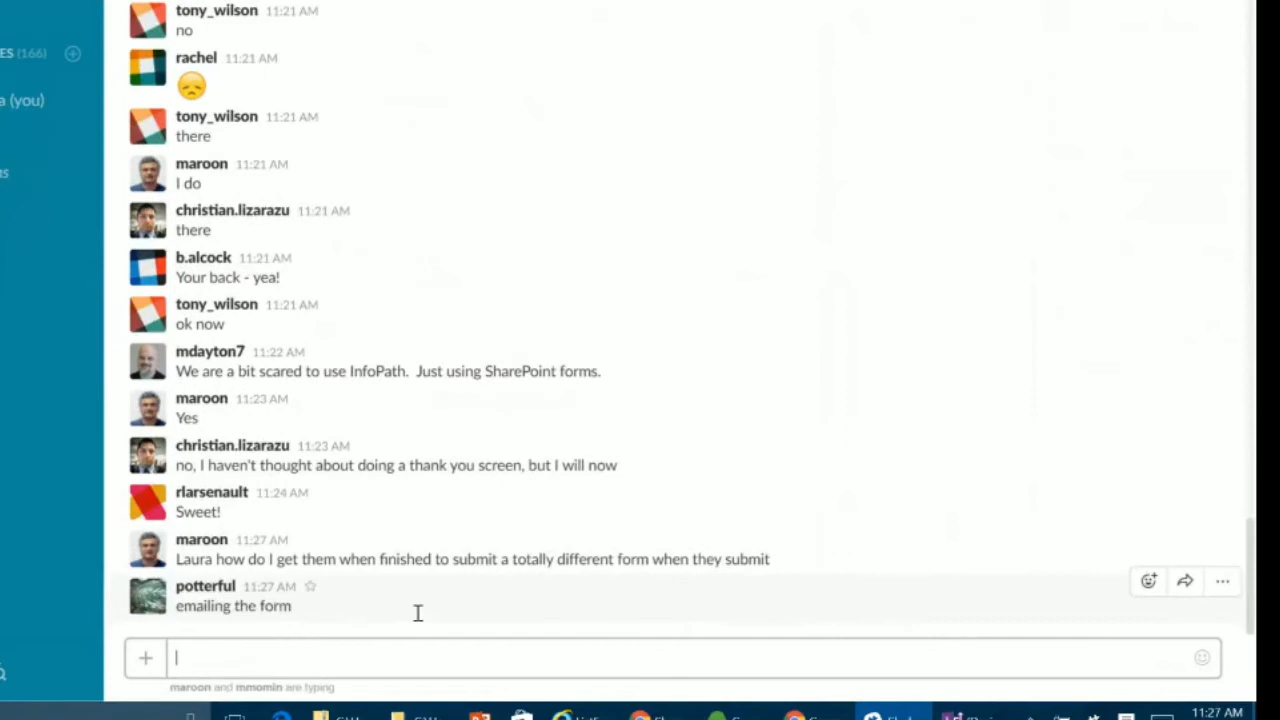 tony_wilson 11:21 AM
no
ES (166)
rachel 11:21 AM
a (you)
tony_wilson 11:21 AM
there
maroon 11:21 AM
I do
christian.lizarazu 11:21 AM
there
b.alcock 11:21 AM
Your back - yea!
tony_wilson 11:21 AM
ok now
mdayton7 11:22 AM
We are a bit scared to use InfoPath. Just using SharePoint forms.
maroon 11:23 AM
Yes
christian.lizarazu 11:23 AM
no, I haven't thought about doing a thank you screen, but I will now
rlarsenault 11:24 AM
Sweet!
maroon 11:27 AM
Laura how do I get them when finished to submit a totally different form when they submit
potterful 11:27 AM
emailing the form
maroon and mmomin are typing
11:27 AM